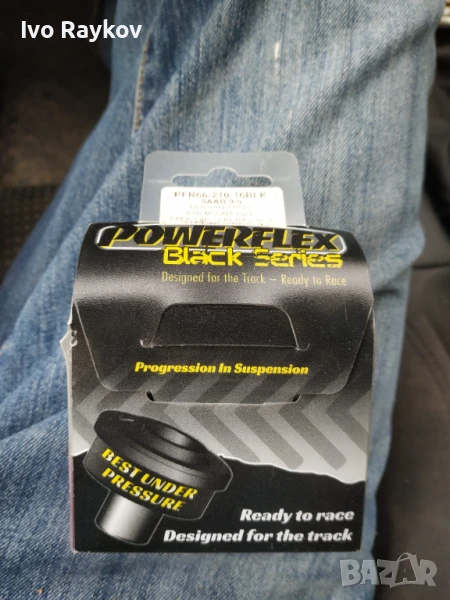 Ivo Raykov
PFR66-210-16BLK
SAAB 9/5
POWERFLEX
Black Series
Designed for the Track – Ready to Race
Progression In Suspension
BEST UNDER
PRESSURE
Ready to race
Designed for the track
BAZAR